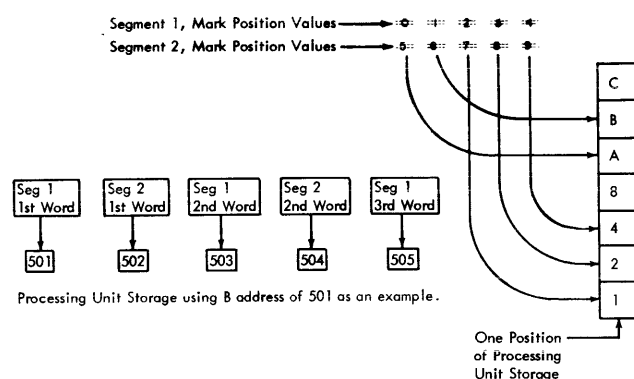 Segment 1, Mark Position Values 0 1 2 3 4
Segment 2, Mark Position Values 5 6 7 8 9
C
B
A
8
4
2
1
Seg 1 1st Word
Seg 2 1st Word
Seg 1 2nd Word
Seg 2 2nd Word
Seg 1 3rd Word
501
502
503
504
505
Processing Unit Storage using B address of 501 as an example.
One Position
of Processing
Unit Storage